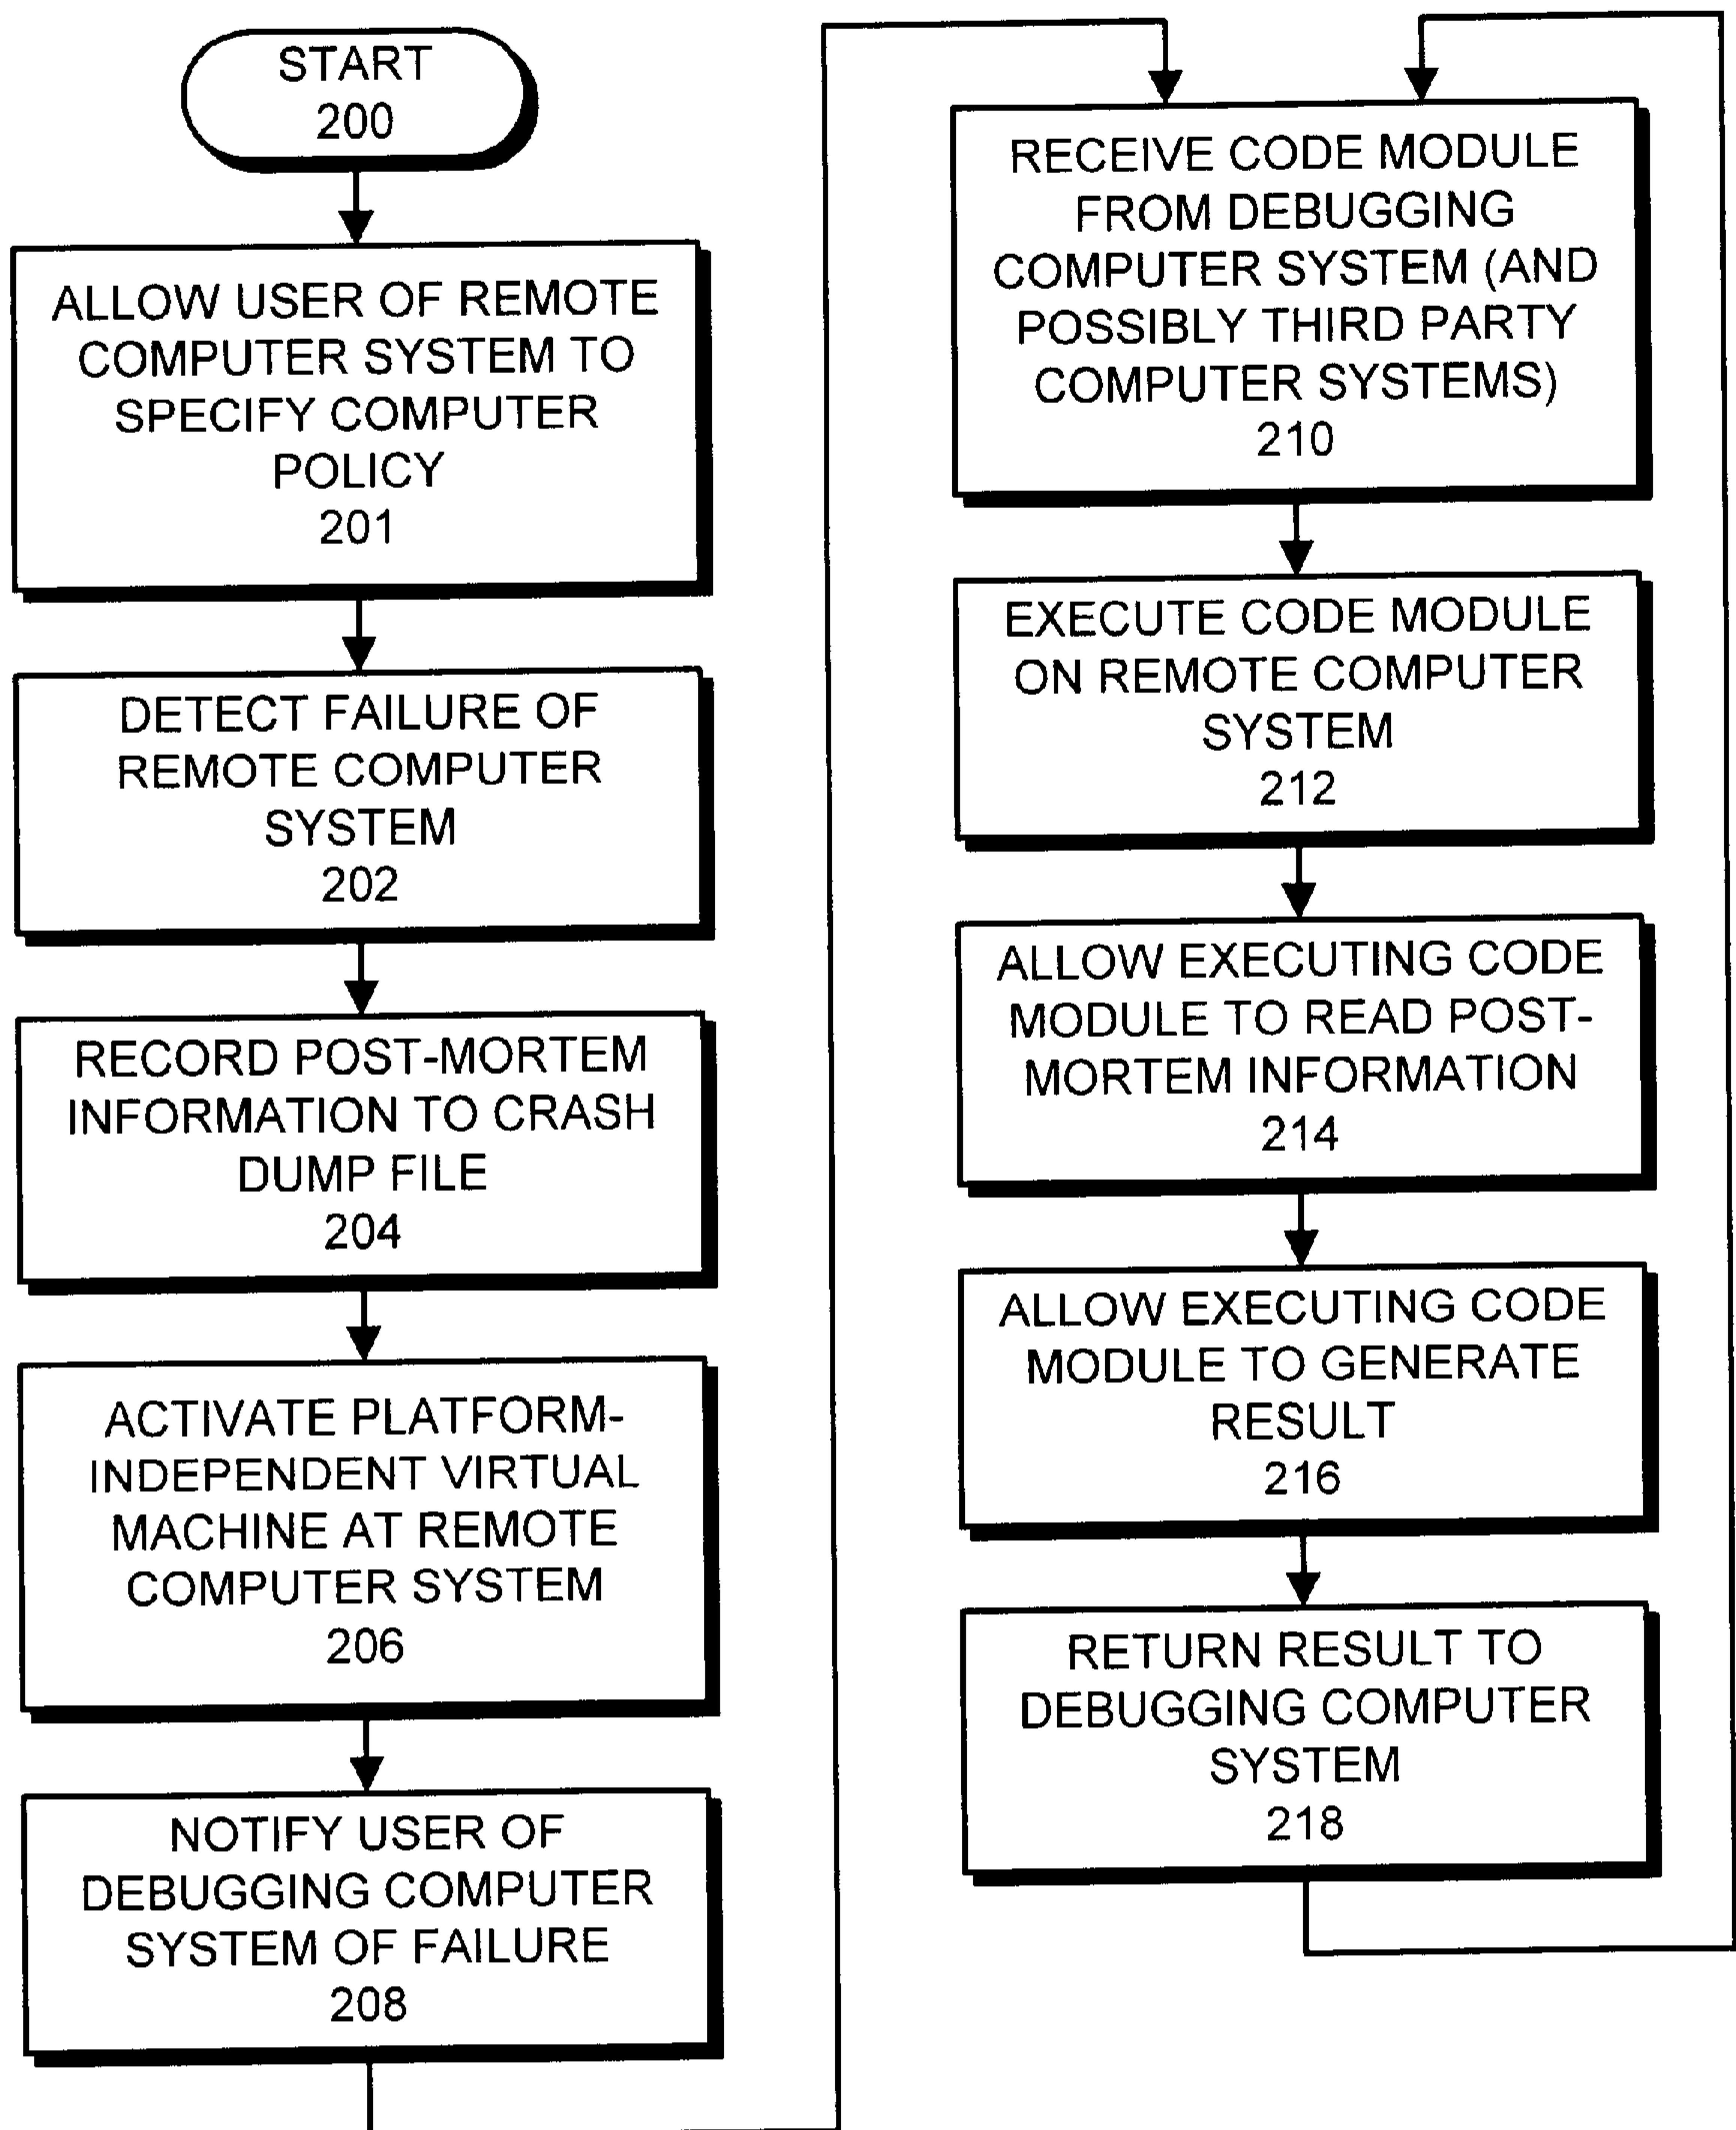 START
200
ALLOW USER OF REMOTE
COMPUTER SYSTEM TO
SPECIFY COMPUTER
POLICY
201
DETECT FAILURE OF
REMOTE COMPUTER
SYSTEM
202
RECORD POST-MORTEM
INFORMATION TO CRASH
DUMP FILE
204
ACTIVATE PLATFORM-
INDEPENDENT VIRTUAL
MACHINE AT REMOTE
COMPUTER SYSTEM
206
NOTIFY USER OF
DEBUGGING COMPUTER
SYSTEM OF FAILURE
208
RECEIVE CODE MODULE
FROM DEBUGGING
COMPUTER SYSTEM (AND
POSSIBLY THIRD PARTY
COMPUTER SYSTEMS)
210
EXECUTE CODE MODULE
ON REMOTE COMPUTER
SYSTEM
212
ALLOW EXECUTING CODE
MODULE TO READ POST-
MORTEM INFORMATION
214
ALLOW EXECUTING CODE
MODULE TO GENERATE
RESULT
216
RETURN RESULT TO
DEBUGGING COMPUTER
SYSTEM
218